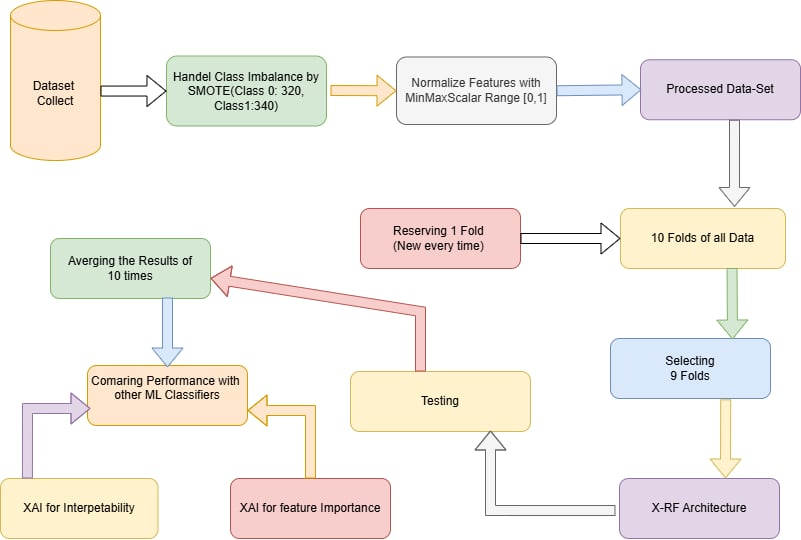 Dataset
Collect
Handel Class Imbalance by
SMOTE(Class 0: 320,
Class1:340)
Normalize Features with
MinMaxScalar Range [0,1]
Processed Data-Set
Reserving 1 Fold
(New every time)
10 Folds of all Data
Averging the Results of
10 times
Selecting
9 Folds
Comaring Performance with
other ML Classifiers
Testing
XAI for Interpetability
XAI for feature Importance
X-RF Architecture